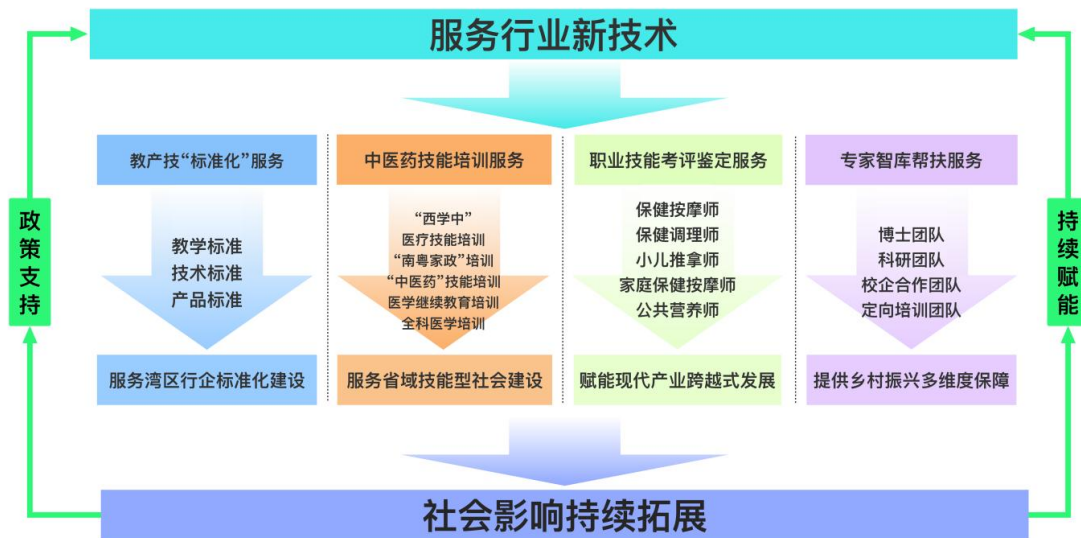 服务行业新技术
教产技“标准化”服务
教学标准
技术标准
产品标准
服务湾区行企标准化建设
中医药技能培训服务
“西学中”
医疗技能培训
“南粤家政”培训
“中医药”技能培训
医学继续教育培训
全科医学培训
服务省域技能型社会建设
职业技能考评鉴定服务
保健按摩师
保健调理师
小儿推拿师
家庭保健按摩师
公共营养师
赋能现代产业跨越式发展
专家智库帮扶服务
博士团队
科研团队
校企合作团队
定向培训团队
提供乡村振兴多维度保障
政策支持
持续赋能
社会影响持续拓展